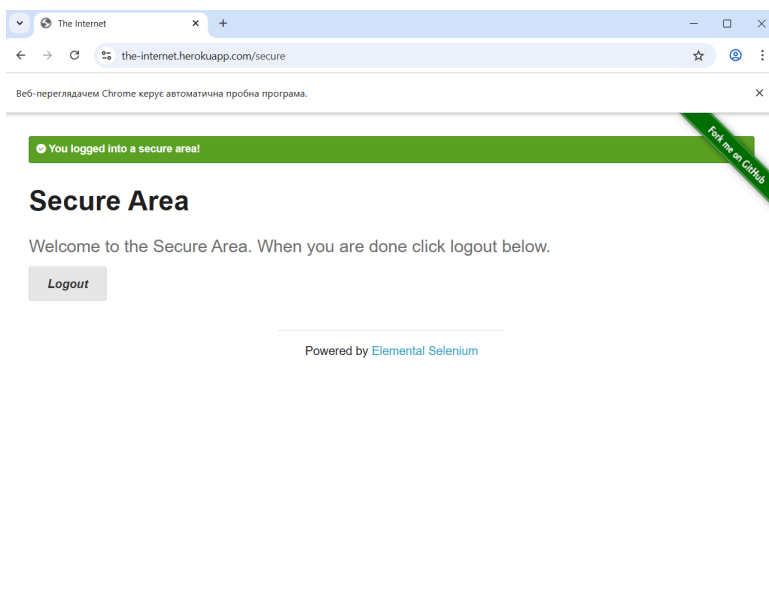 The Internet
the-internet.herokuapp.com/secure
Веб-переглядачем Chrome керує автоматична пробна програма.
Fork me on GitHub
You logged into a secure area!
Secure Area
Welcome to the Secure Area. When you are done click logout below.
Logout
Powered by Elemental Selenium